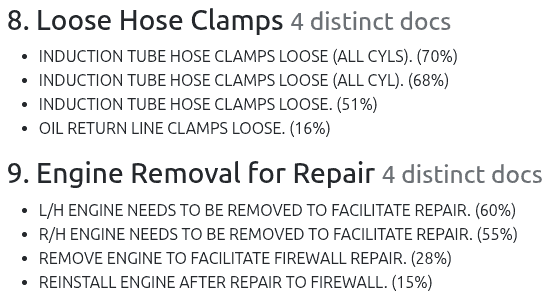 8. Loose Hose Clamps 4 distinct docs
• INDUCTION TUBE HOSE CLAMPS LOOSE (ALL CYLS). (70%)
• INDUCTION TUBE HOSE CLAMPS LOOSE (ALL CYL). (68%)
• INDUCTION TUBE HOSE CLAMPS LOOSE. (51%)
• OIL RETURN LINE CLAMPS LOOSE. (16%)
9. Engine Removal for Repair 4 distinct docs
• L/H ENGINE NEEDS TO BE REMOVED TO FACILITATE REPAIR. (60%)
• R/H ENGINE NEEDS TO BE REMOVED TO FACILITATE REPAIR. (55%)
• REMOVE ENGINE TO FACILITATE FIREWALL REPAIR. (28%)
• REINSTALL ENGINE AFTER REPAIR TO FIREWALL. (15%)